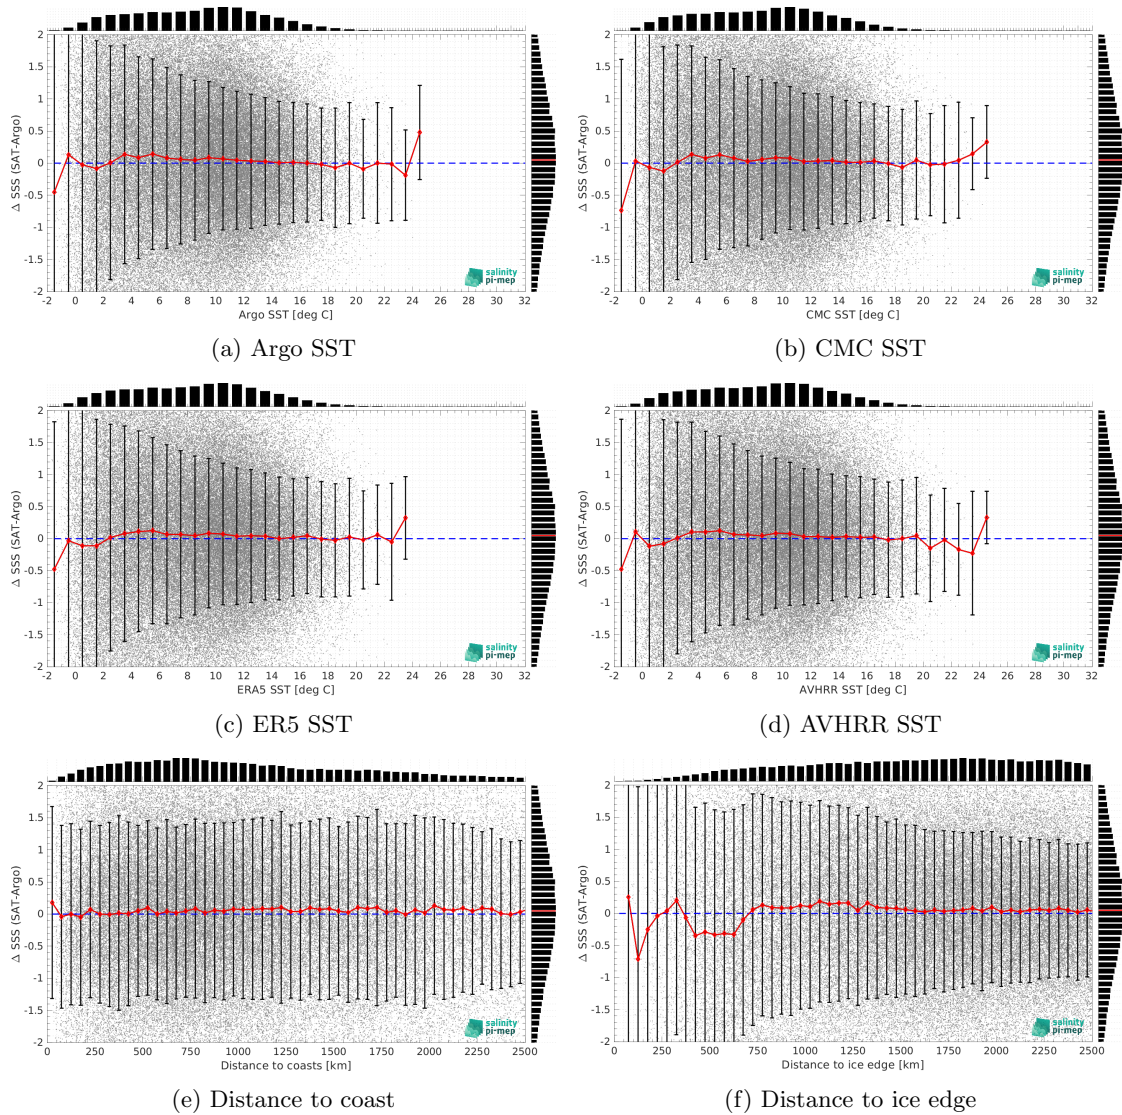 2
1.5
1
0.5
0
-0.5
-1
-1.5
-2
Δ SSS (SAT-Argo)
-2 0 2 4 6 8 10 12 14 16 18 20 22 24 26 28 30 32
Argo SST [deg C]
salinity
pi-mep
(a) Argo SST
2
1.5
1
0.5
0
-0.5
-1
-1.5
-2
Δ SSS (SAT-Argo)
-2 0 2 4 6 8 10 12 14 16 18 20 22 24 26 28 30 32
CMC SST [deg C]
salinity
pi-mep
(b) CMC SST
2
1.5
1
0.5
0
-0.5
-1
-1.5
-2
Δ SSS (SAT-Argo)
-2 0 2 4 6 8 10 12 14 16 18 20 22 24 26 28 30 32
ERA5 SST [deg C]
salinity
pi-mep
(c) ER5 SST
2
1.5
1
0.5
0
-0.5
-1
-1.5
-2
Δ SSS (SAT-Argo)
-2 0 2 4 6 8 10 12 14 16 18 20 22 24 26 28 30 32
AVHRR SST [deg C]
salinity
pi-mep
(d) AVHRR SST
2
1.5
1
0.5
0
-0.5
-1
-1.5
-2
Δ SSS (SAT-Argo)
0 250 500 750 1000 1250 1500 1750 2000 2250 2500
Distance to coasts [km]
salinity
pi-mep
(e) Distance to coast
2
1.5
1
0.5
0
-0.5
-1
-1.5
-2
Δ SSS (SAT-Argo)
0 250 500 750 1000 1250 1500 1750 2000 2250 2500
Distance to ice edge [km]
salinity
pi-mep
(f) Distance to ice edge